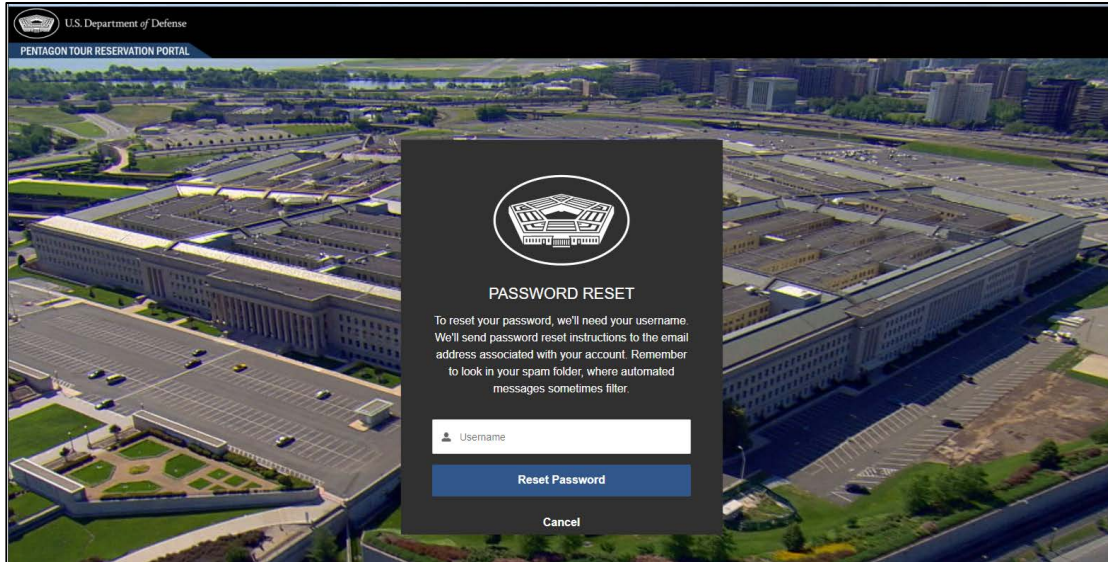 U.S. Department of Defense
PENTAGON TOUR RESERVATION PORTAL
PASSWORD RESET
To reset your password, we'll need your username.
We'll send password reset instructions to the email
address associated with your account. Remember
to look in your spam folder, where automated
messages sometimes filter.
Username
Reset Password
Cancel